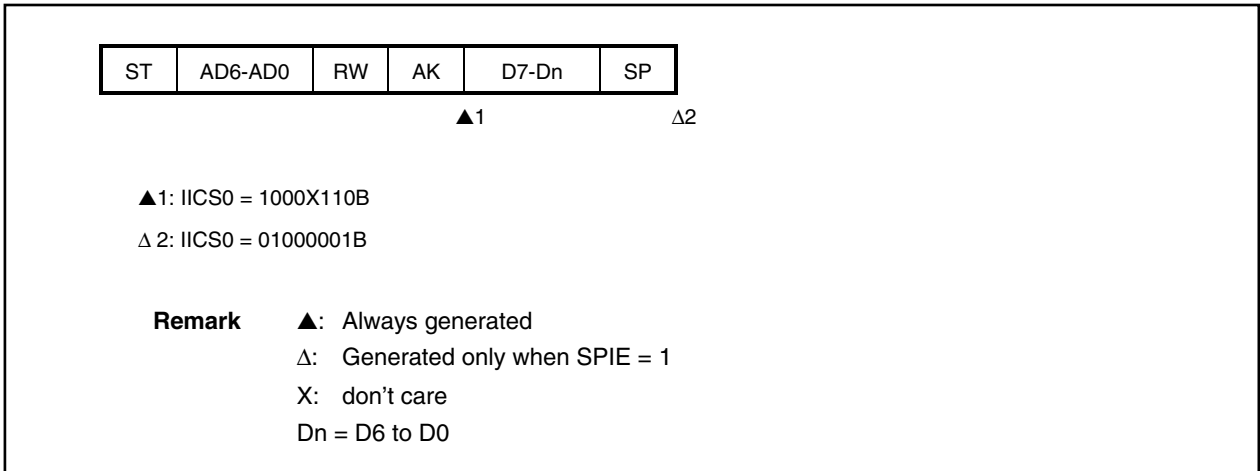 ST AD6-AD0 RW AK D7-Dn SP
▲1 Δ2
▲1: IICS0 = 1000X110B
Δ 2: IICS0 = 01000001B
Remark ▲: Always generated
Δ: Generated only when SPIE = 1
X: don't care
Dn = D6 to D0